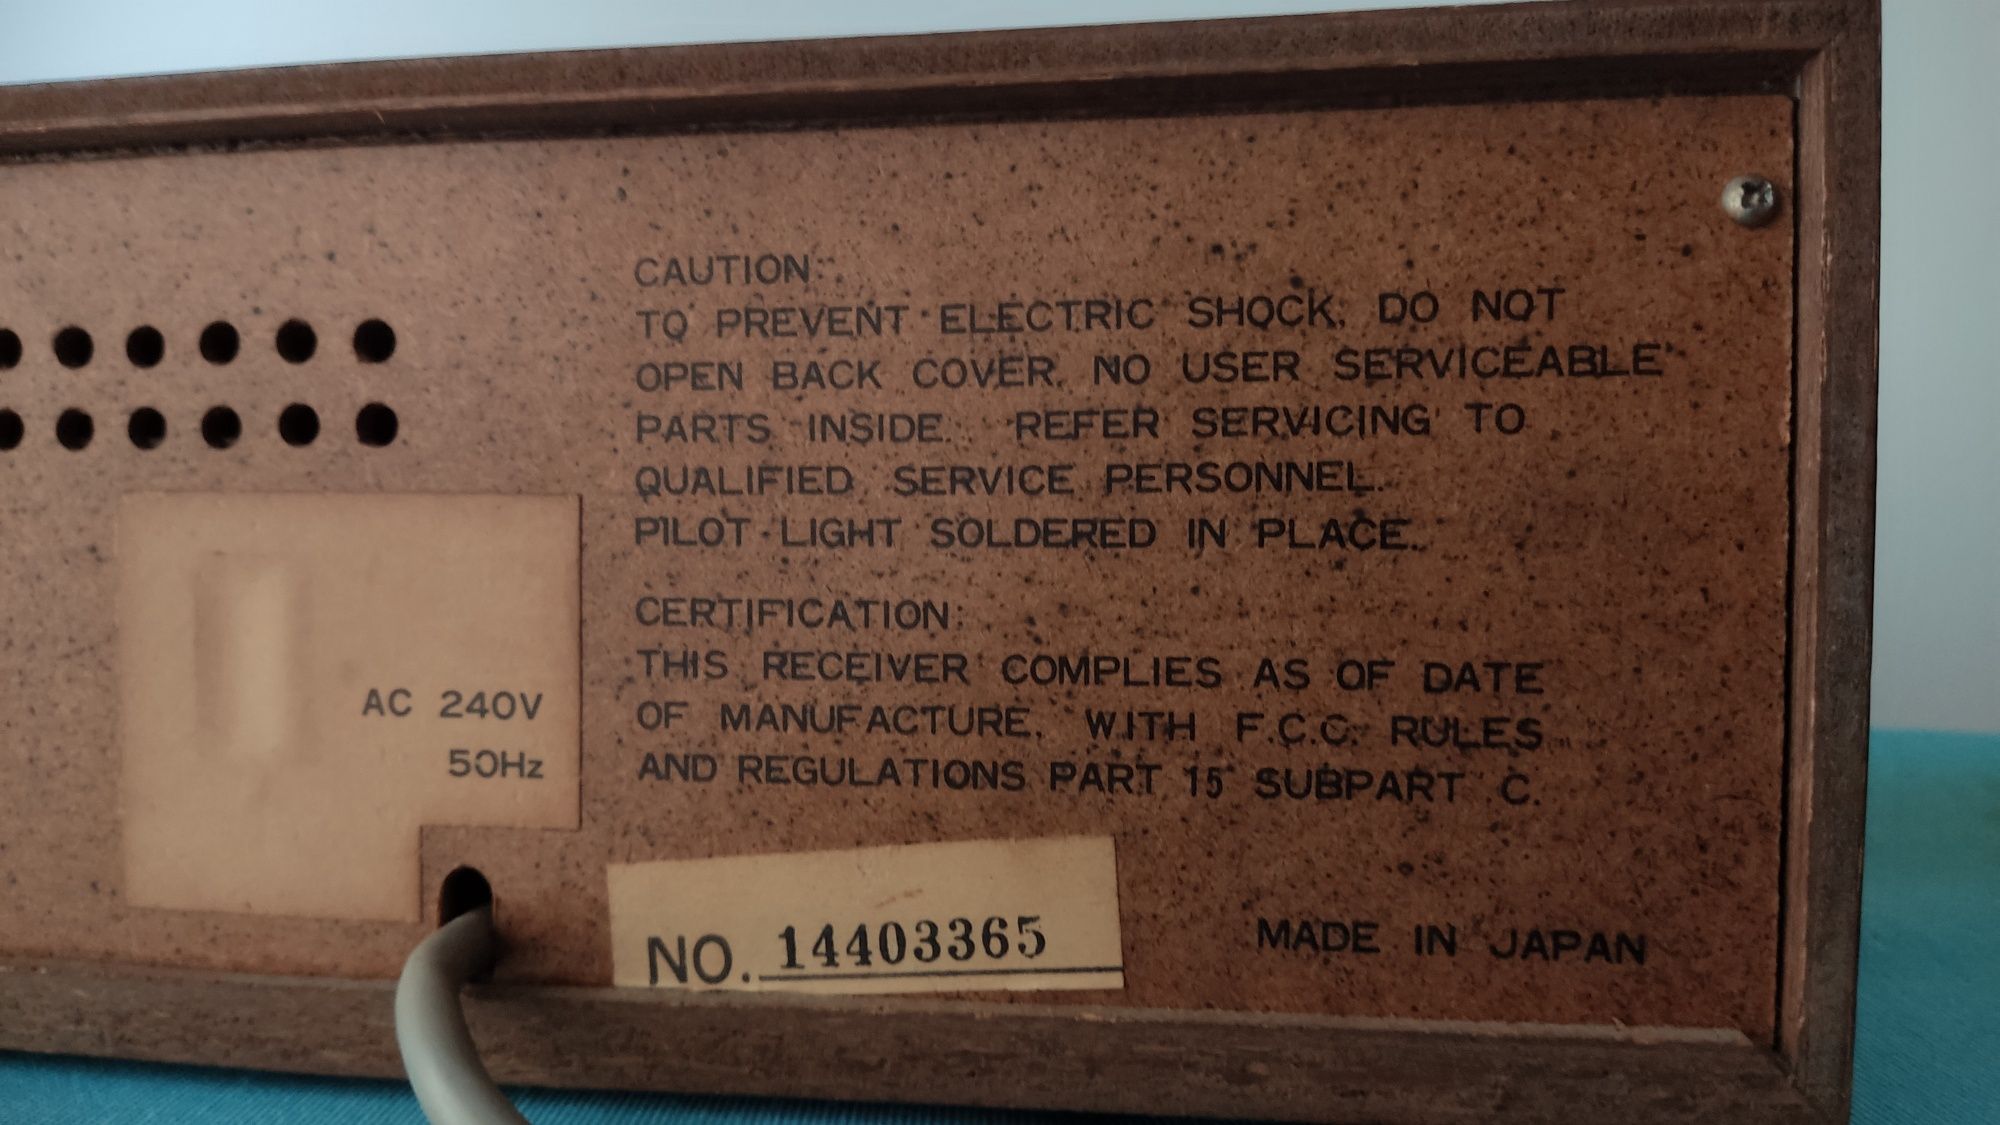 CAUTION:
TO PREVENT ELECTRIC SHOCK, DO NOT
OPEN BACK COVER. NO USER SERVICEABLE
PARTS INSIDE. REFER SERVICING TO
QUALIFIED SERVICE PERSONNEL.
PILOT LIGHT SOLDERED IN PLACE.
CERTIFICATION:
THIS RECEIVER COMPLIES AS OF DATE
OF MANUFACTURE, WITH F.C.C. RULES
AND REGULATIONS PART 15 SUBPART C.
AC 240V
50Hz
NO. 14403365
MADE IN JAPAN